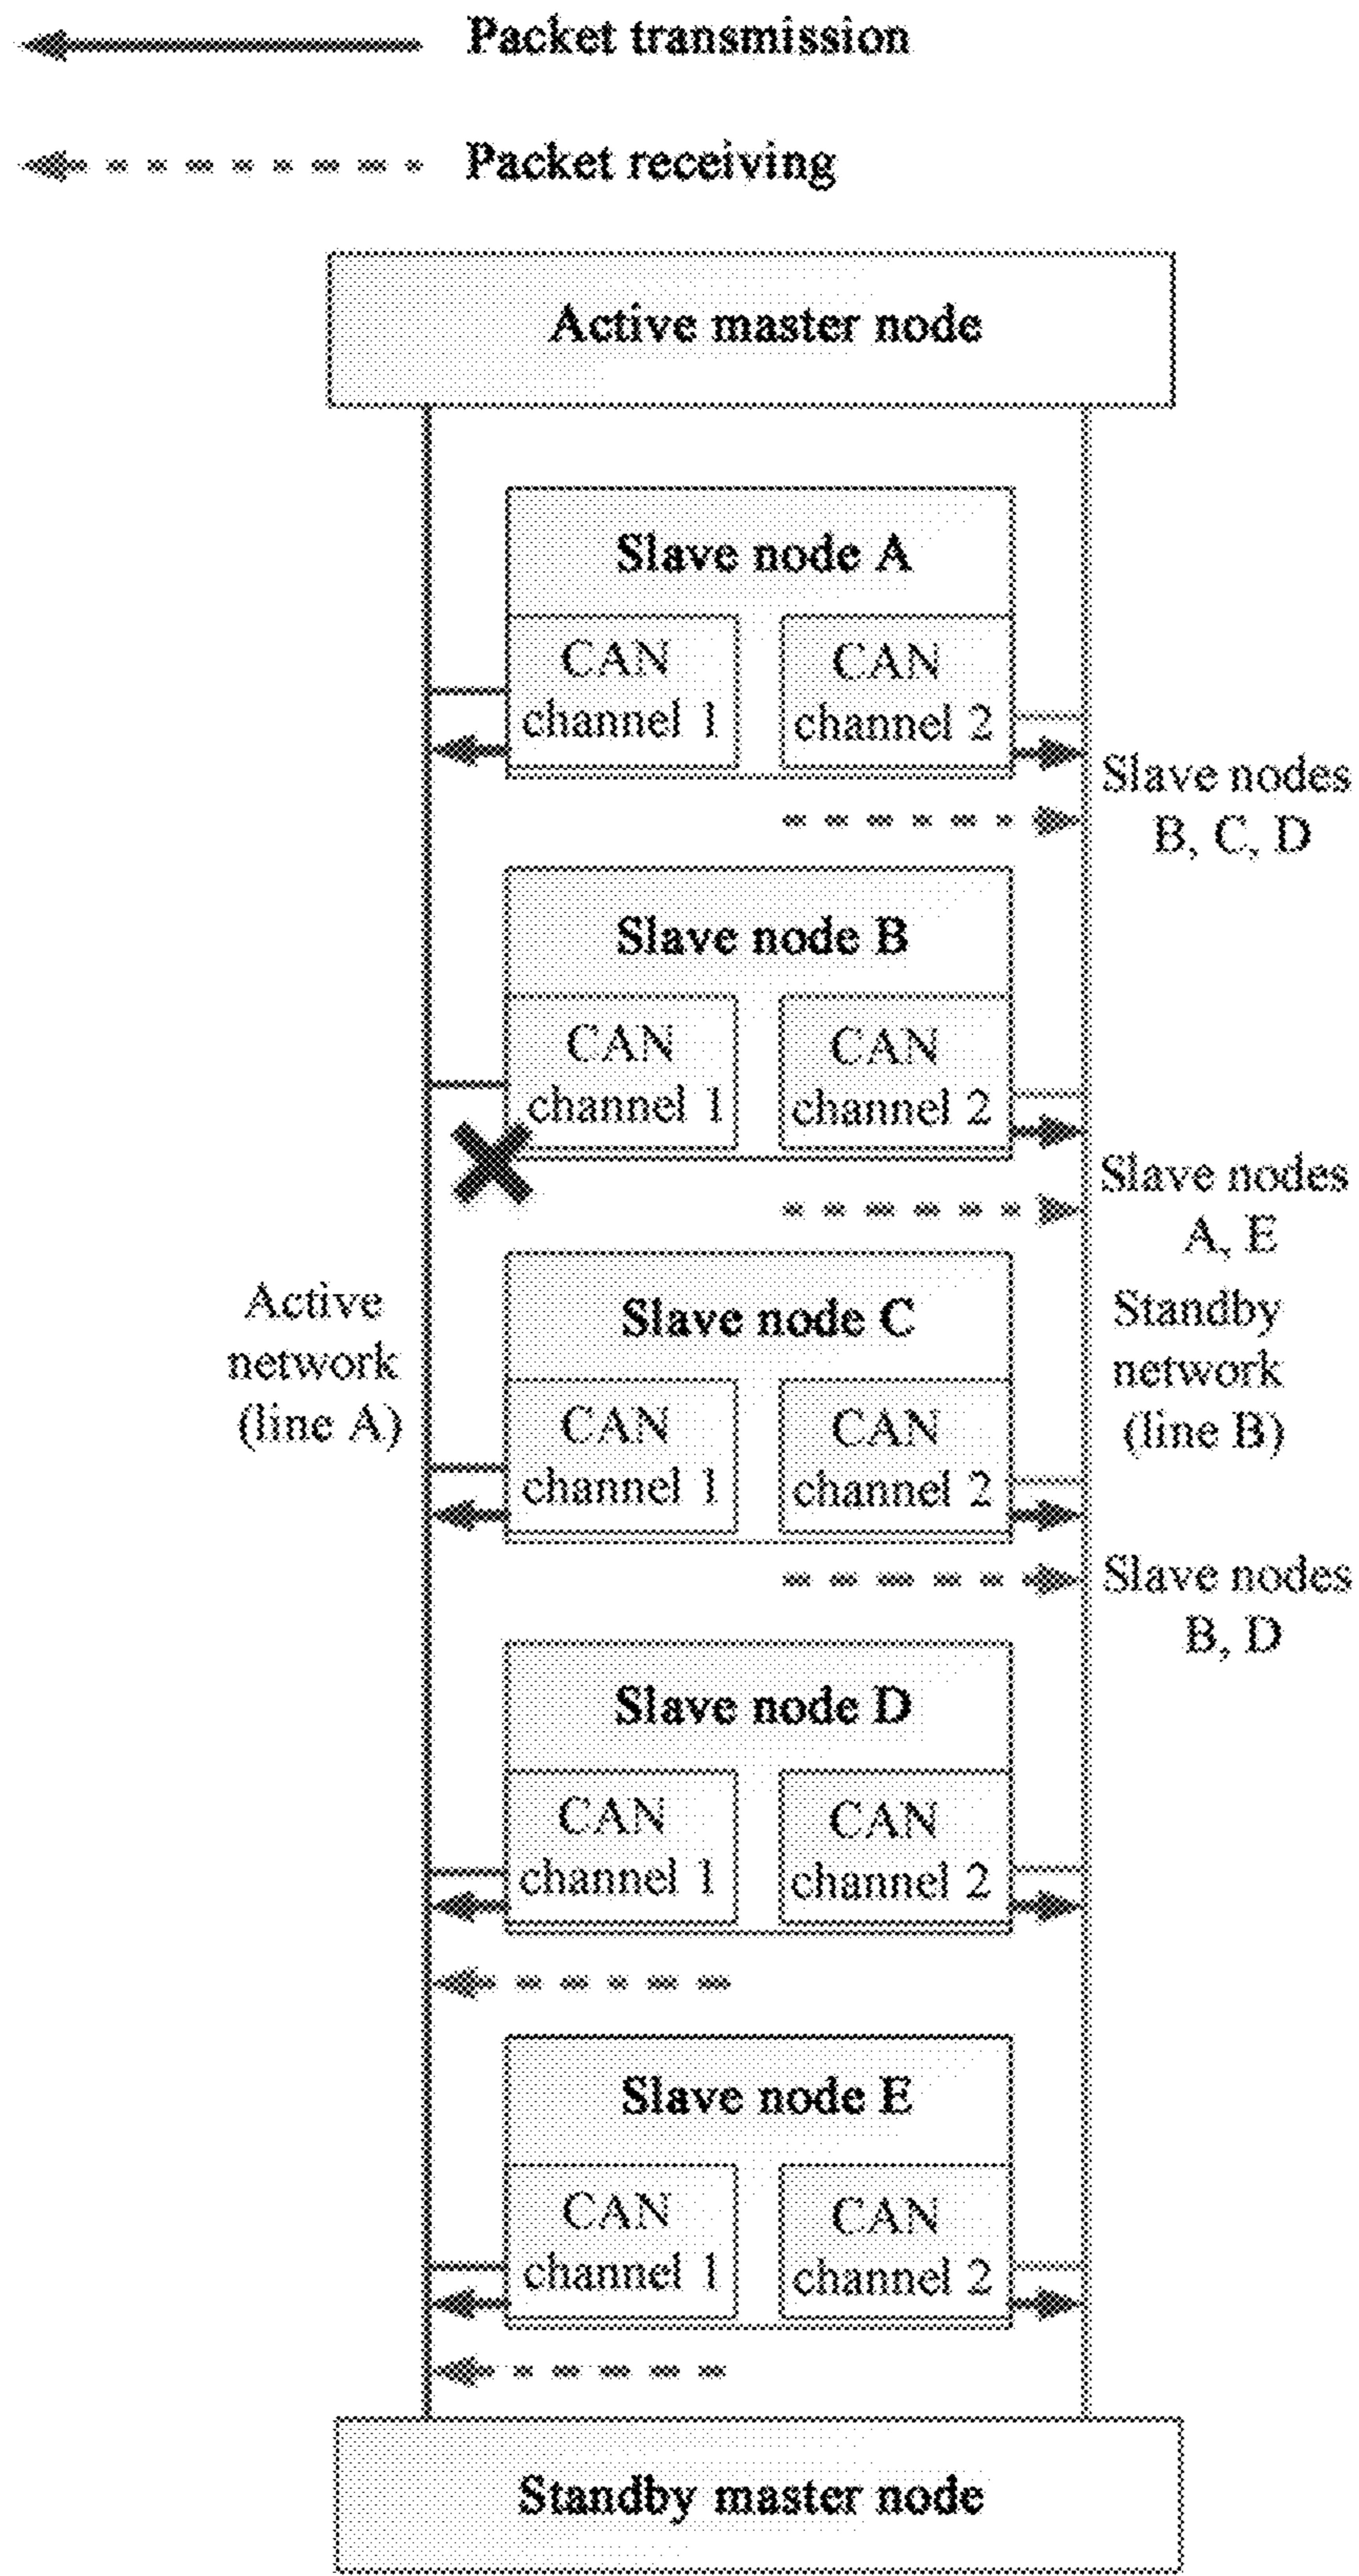 Packet transmission
Packet receiving
Active master node
Slave node A
CAN
channel 1
CAN
channel 2
Slave nodes
B, C, D
Slave node B
CAN
channel 1
CAN
channel 2
Slave nodes
A, E
Active
network
(line A)
Standby
network
(line B)
Slave node C
CAN
channel 1
CAN
channel 2
Slave nodes
B, D
Slave node D
CAN
channel 1
CAN
channel 2
Slave node E
CAN
channel 1
CAN
channel 2
Standby master node